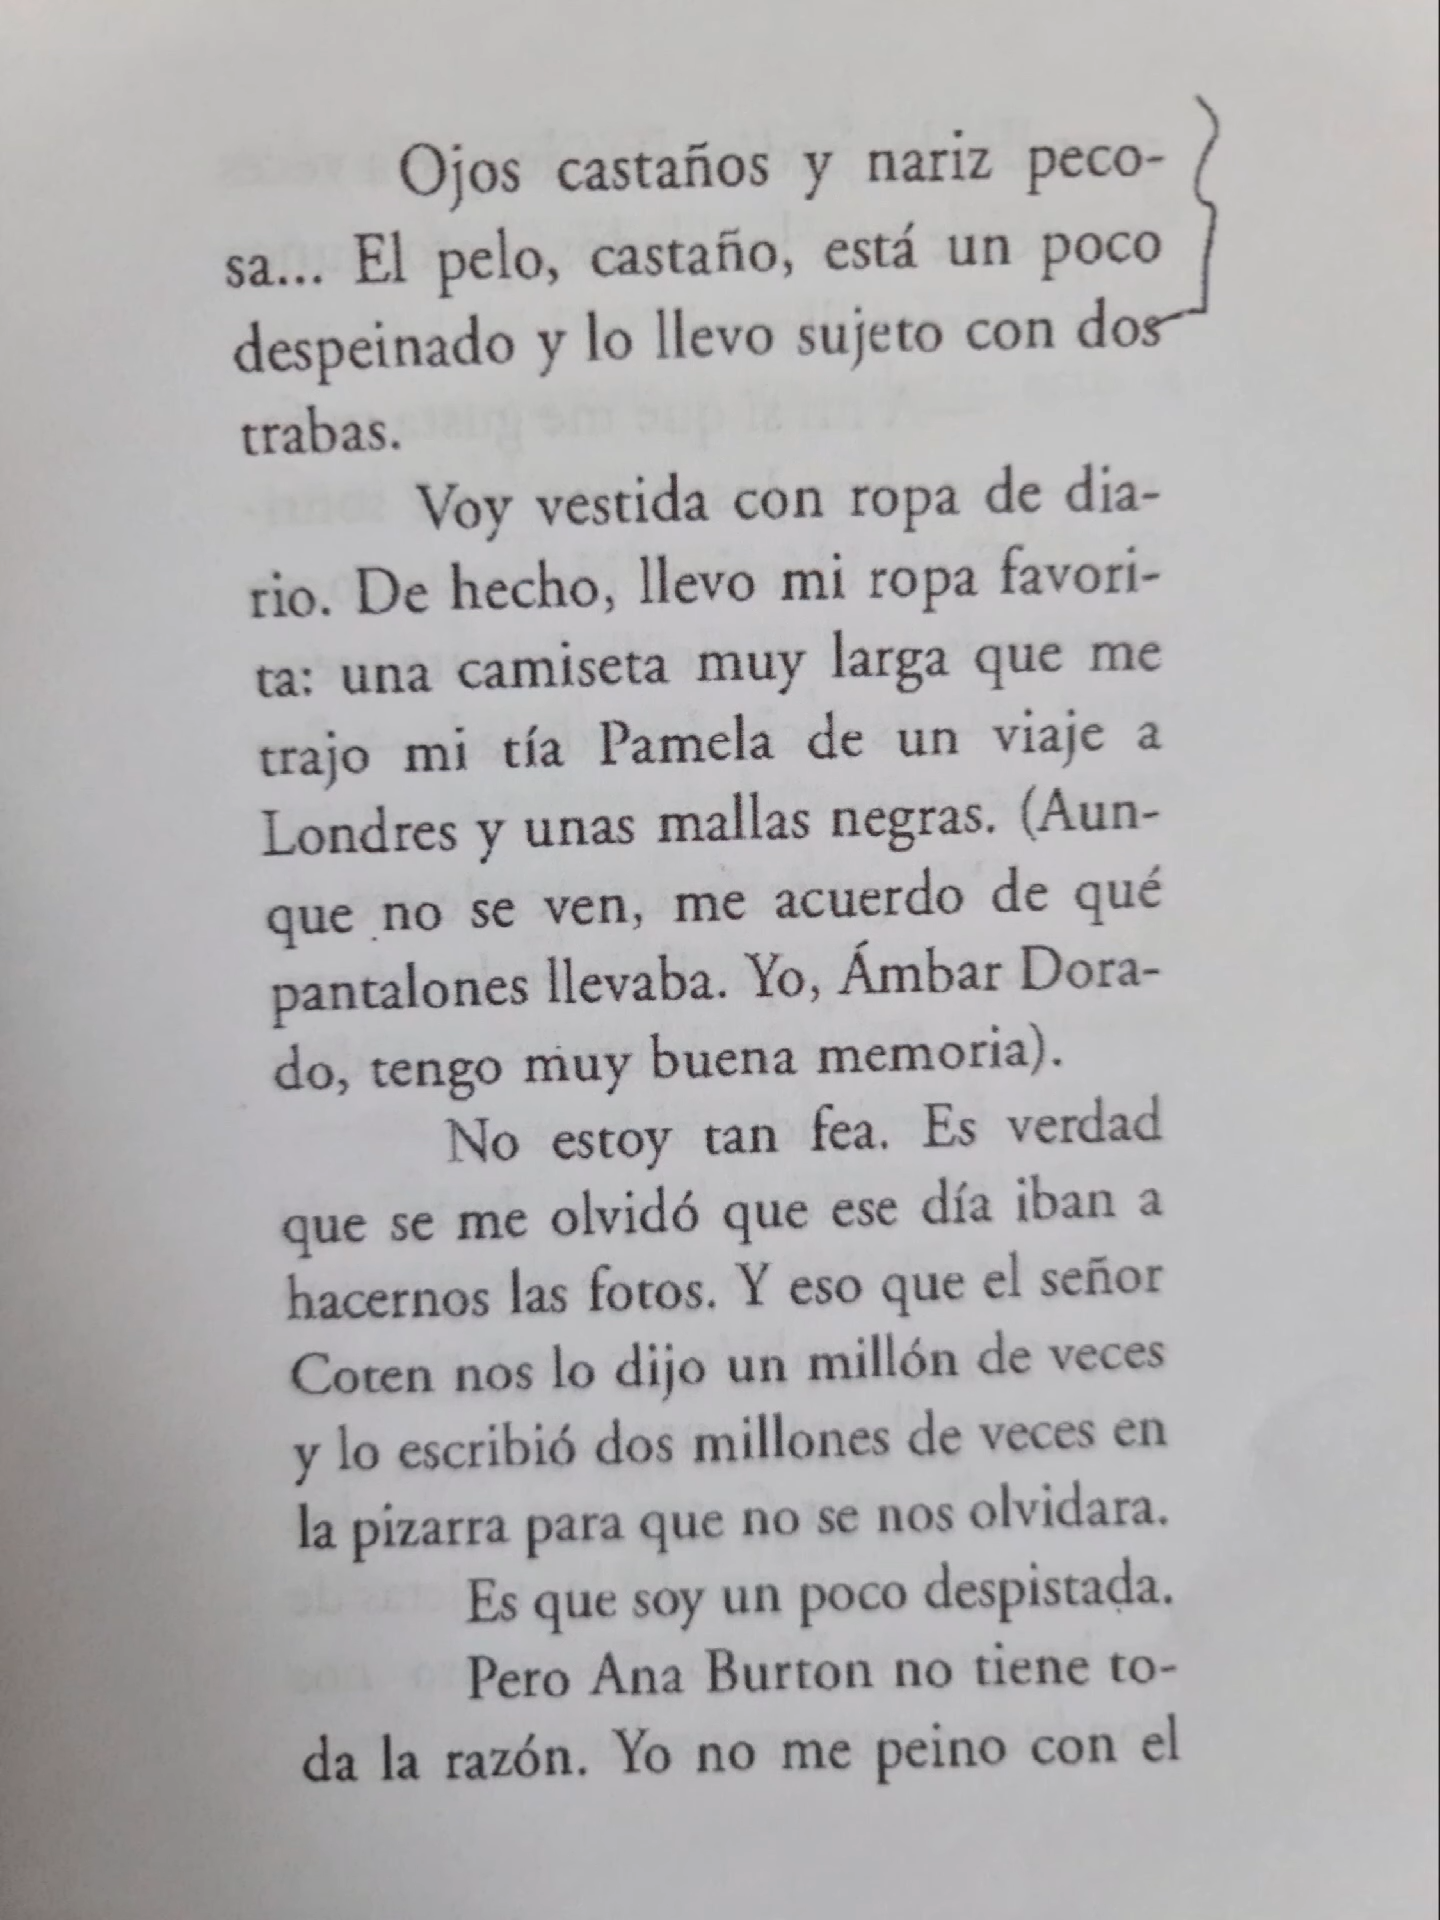 Ojos castaños y nariz peco-
sa... El pelo, castaño, está un poco
despeinado y lo llevo sujeto con dos
trabas.
Voy vestida con ropa de dia-
rio. De hecho, llevo mi ropa favori-
ta: una camiseta muy larga que me
trajo mi tía Pamela de un viaje a
Londres y unas mallas negras. (Aun-
que no se ven, me acuerdo de qué
pantalones llevaba. Yo, Ámbar Dora-
do, tengo muy buena memoria).
No estoy tan fea. Es verdad
que se me olvidó que ese día iban a
hacernos las fotos. Y eso que el señor
Coten nos lo dijo un millón de veces
y lo escribió dos millones de veces en
la pizarra para que no se nos olvidara.
Es que soy un poco despistada.
Pero Ana Burton no tiene to-
da la razón. Yo no me peino con el